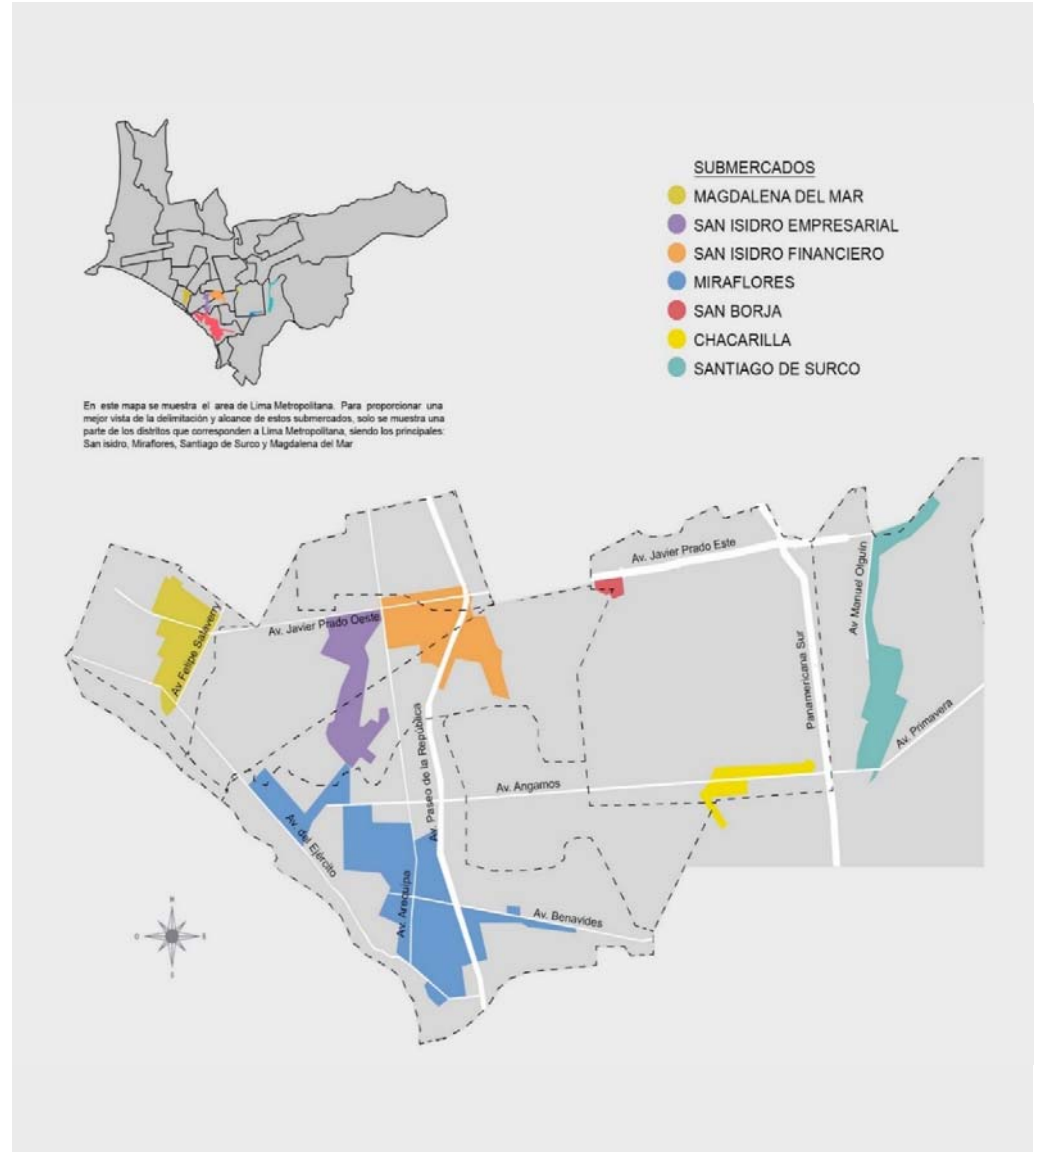 SUBMERCADOS
MAGDALENA DEL MAR
SAN ISIDRO EMPRESARIAL
SAN ISIDRO FINANCIERO
MIRAFLORES
SAN BORJA
CHACARILLA
SANTIAGO DE SURCO
En este mapa se muestra el area de Lima Metropolitana. Para proporcionar una
mejor vista de la delimitación y alcance de estos submercados, solo se muestra una
parte de los distritos que corresponden a Lima Metropolitana, siendo los principales:
San isidro, Miraflores, Santiago de Surco y Magdalena del Mar
Av. Javier Prado Este
Av Manuel Olguín
Av. Javier Prado Oeste
Av. Felipe Salaverry
Panamericana Sur
Av. Primavera
Av. Paseo de la República
Av. Angamos
Av. del Ejército
Av. Arequipa
Av. Benavides
N
O
E
S